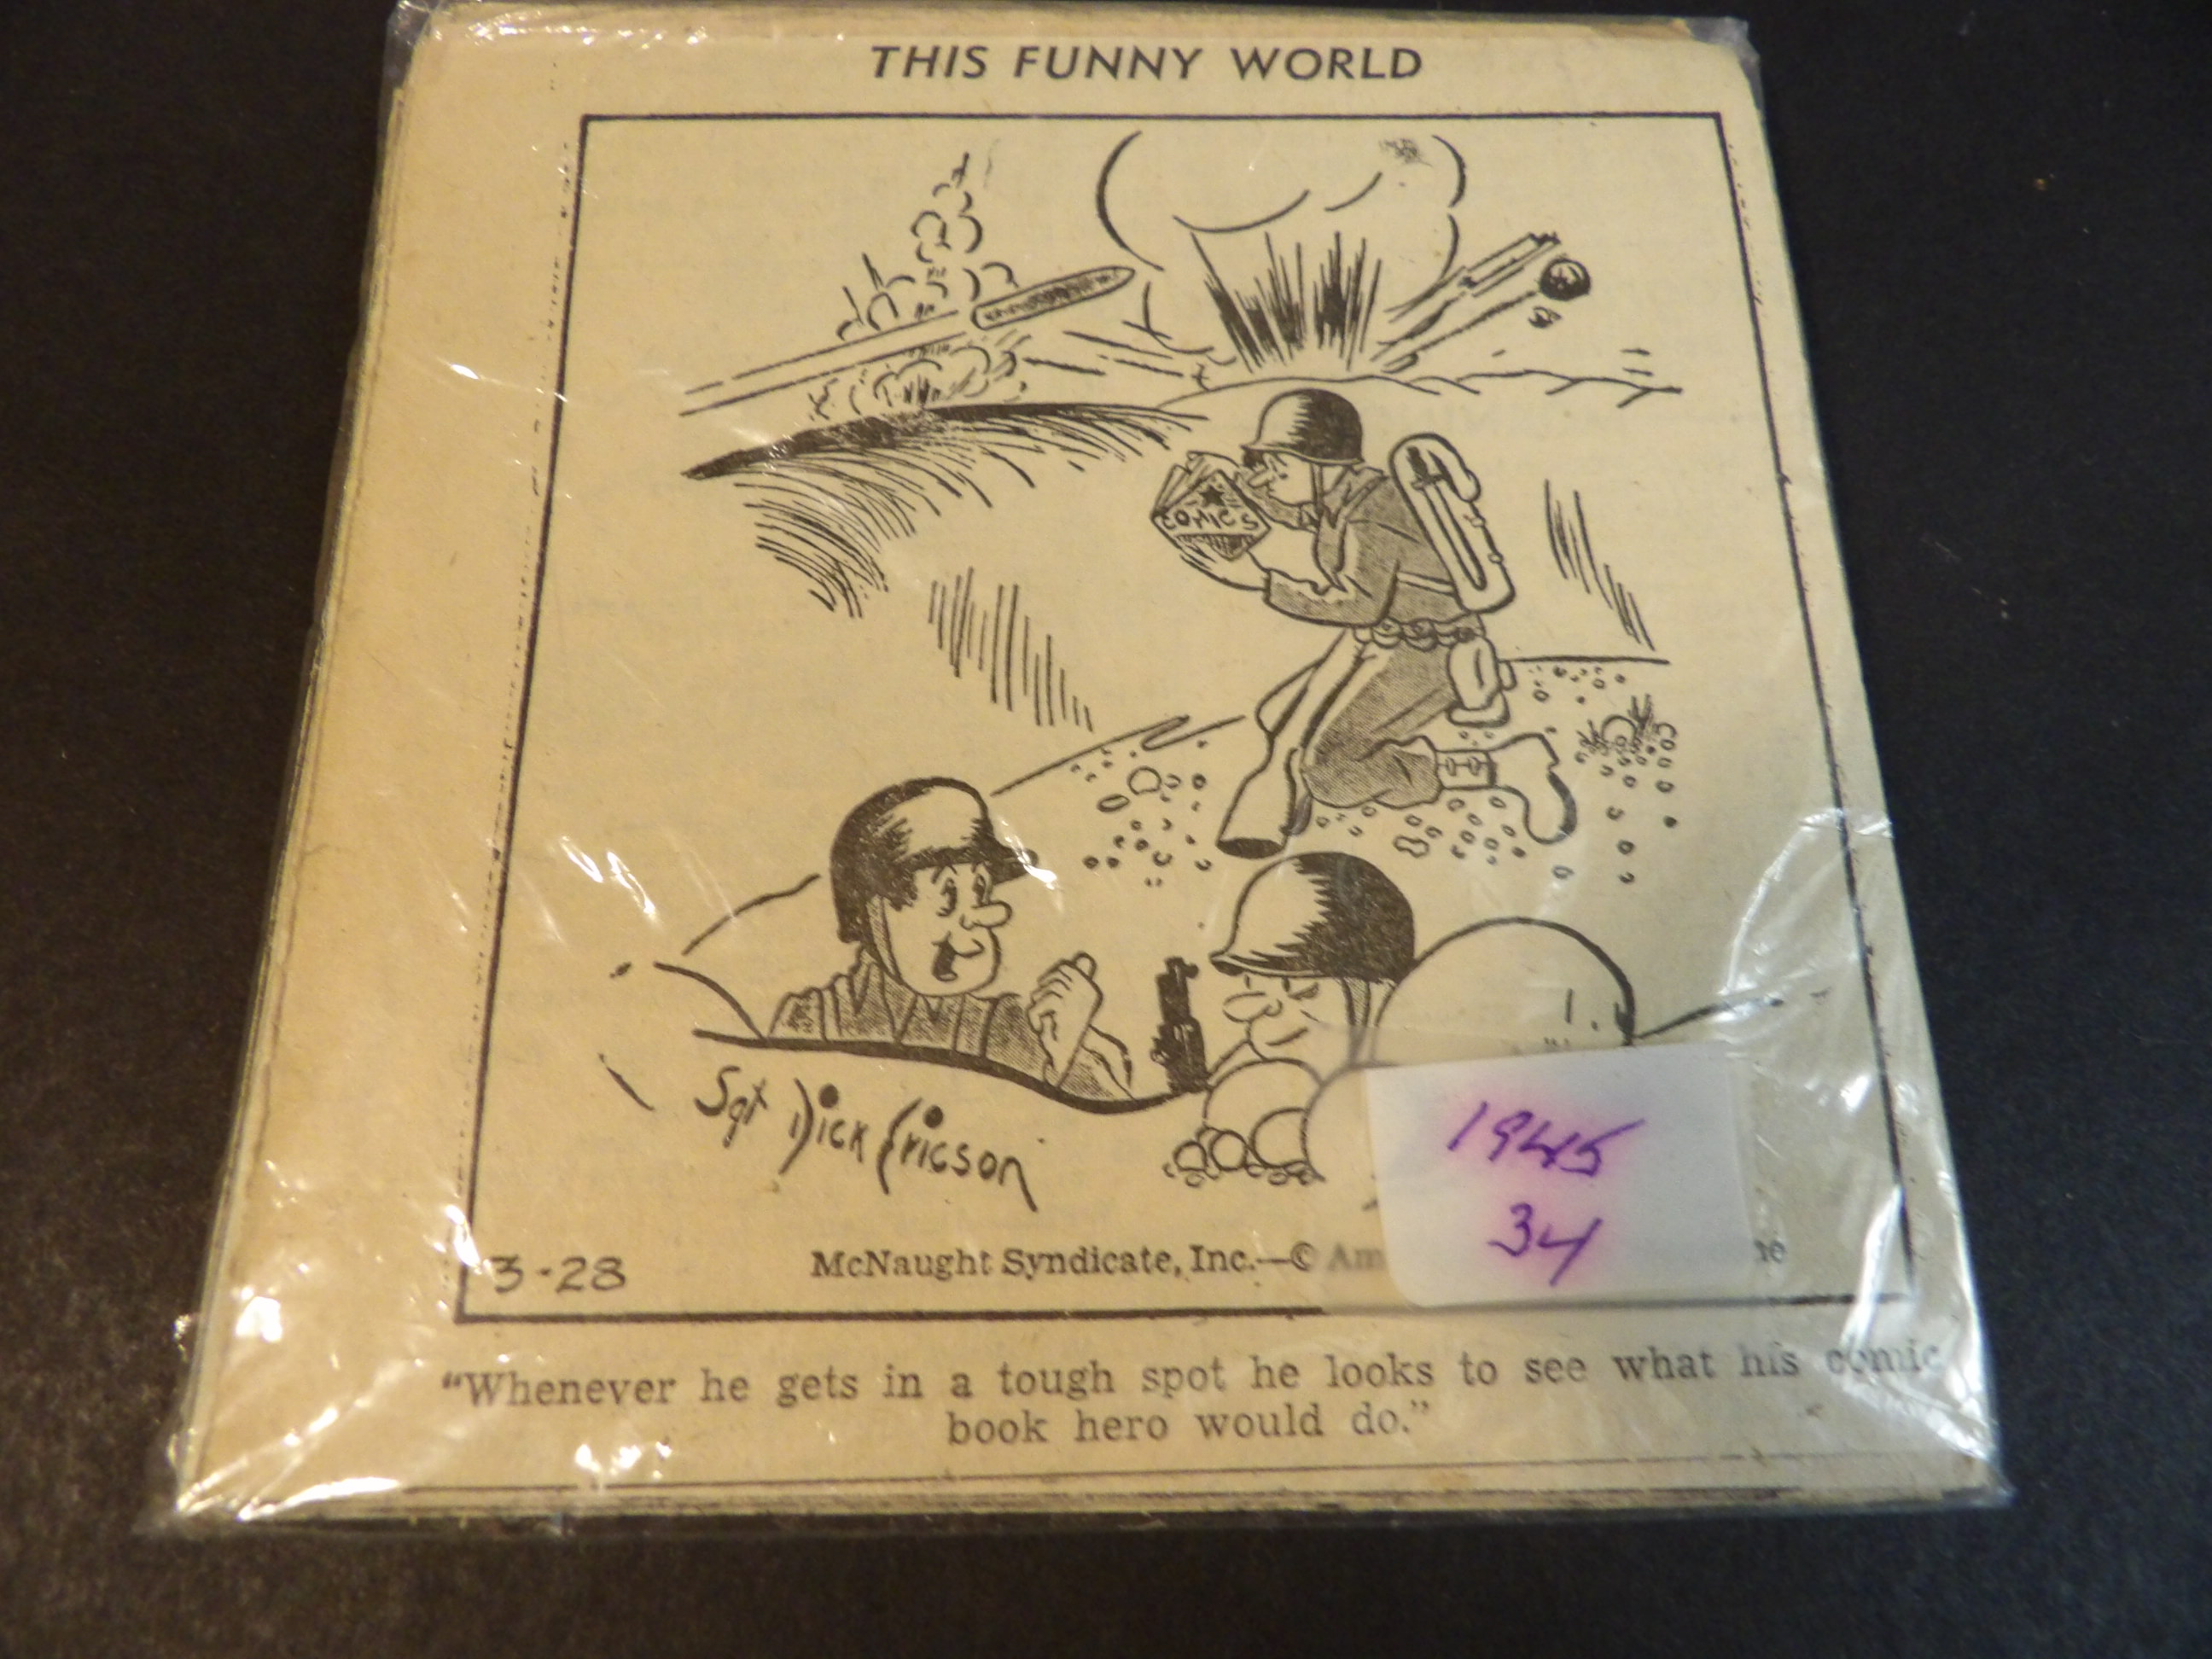 THIS FUNNY WORLD
COMICS
Sgt Dick Ericson
1945
34
3-28 McNaught Syndicate, Inc.—©
"Whenever he gets in a tough spot he looks to see what his comic
book hero would do."